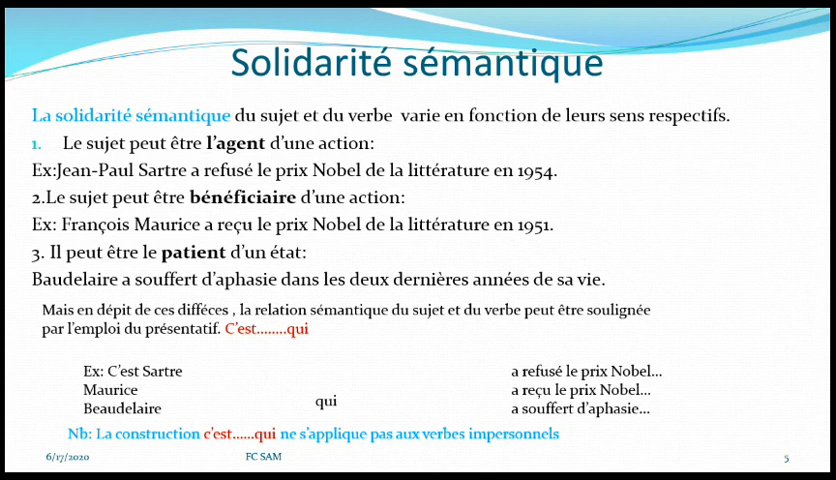 Solidarité sémantique
La solidarité sémantique du sujet et du verbe varie en fonction de leurs sens respectifs.
1. Le sujet peut être l'agent d'une action:
Ex:Jean-Paul Sartre a refusé le prix Nobel de la littérature en 1954.
2.Le sujet peut être bénéficiaire d'une action:
Ex: François Maurice a reçu le prix Nobel de la littérature en 1951.
3. Il peut être le patient d'un état:
Baudelaire a souffert d'aphasie dans les deux dernières années de sa vie.
Mais en dépit de ces difféces , la relation sémantique du sujet et du verbe peut être soulignée
par l'emploi du présentatif. C'est........qui
Ex: C'est Sartre a refusé le prix Nobel...
Maurice a reçu le prix Nobel...
qui
Beaudelaire a souffert d'aphasie...
Nb: La construction c'est......qui ne s'applique pas aux verbes impersonnels
6/17/2020 FC SAM 5